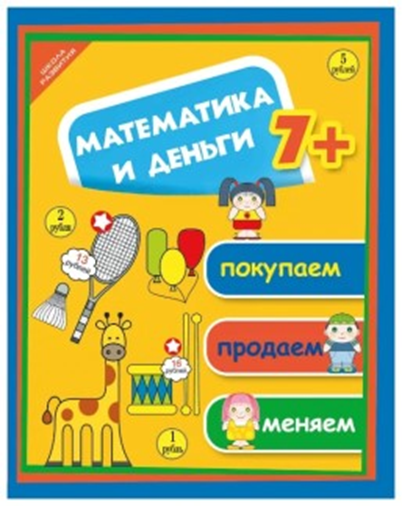 ШКОЛА
РАЗВИТИЯ
5
рублей
МАТЕМАТИКА
И ДЕНЬГИ
7+
2
рубля
13
рублей
покупаем
продаем
16
рублей
меняем
1
рубль